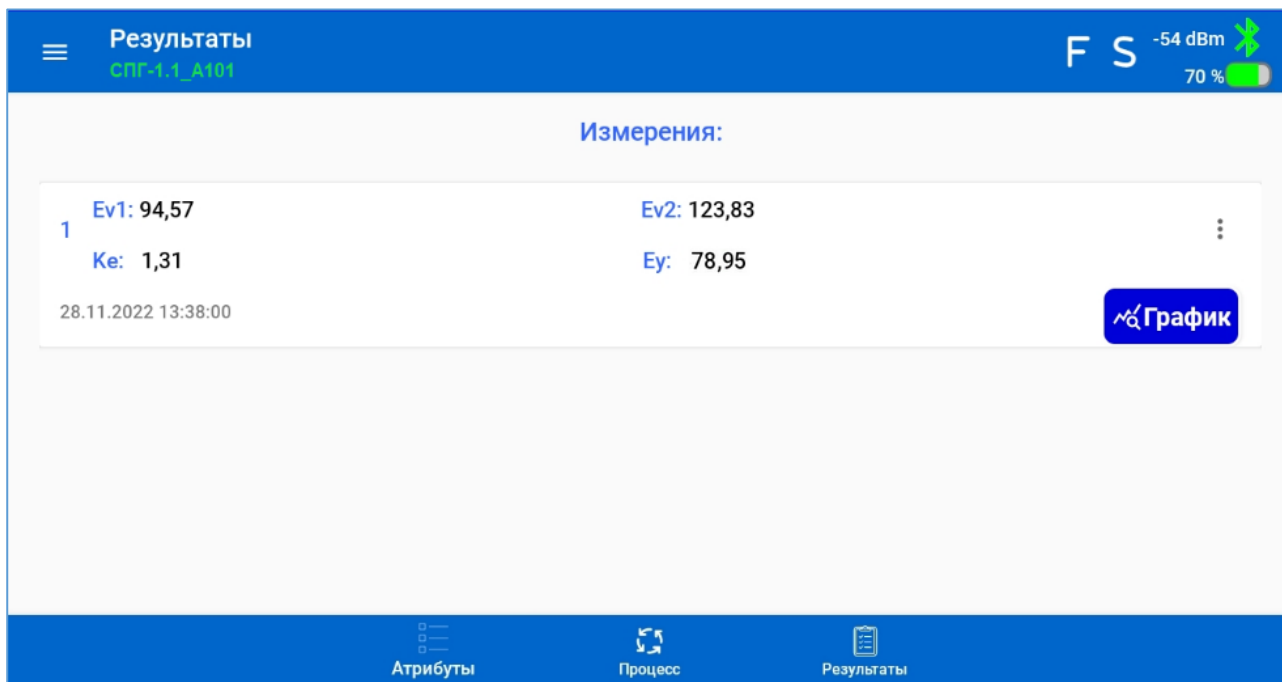 Результаты
СПГ-1.1_A101
F S -54 dBm
70 %
Измерения:
1
Ev1: 94,57 Ev2: 123,83
Ke: 1,31 Ey: 78,95
28.11.2022 13:38:00
График
Атрибуты Процесс Результаты